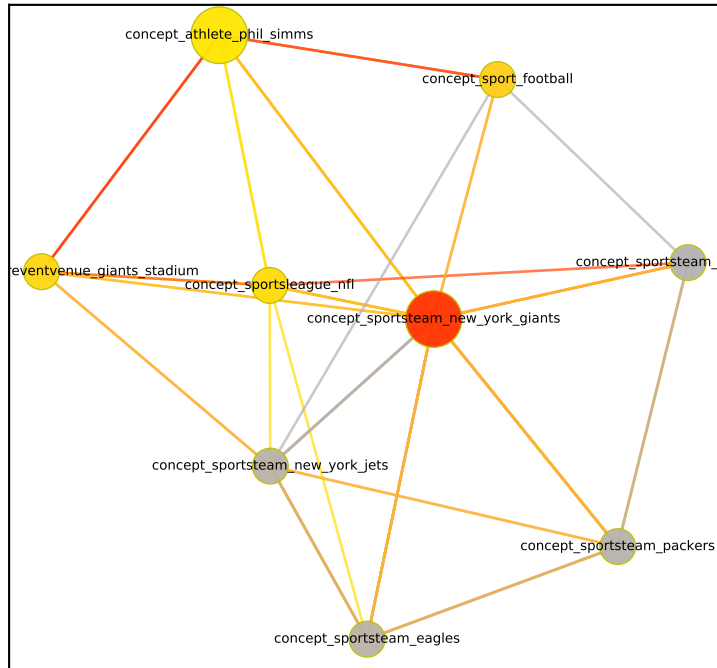 concept_athlete_phil_simms
concept_sport_football
concept_sportsteam_
reventvenue_giants_stadium
concept_sportsleague_nfl
concept_sportsteam_new_york_giants
concept_sportsteam_new_york_jets
concept_sportsteam_packers
concept_sportsteam_eagles